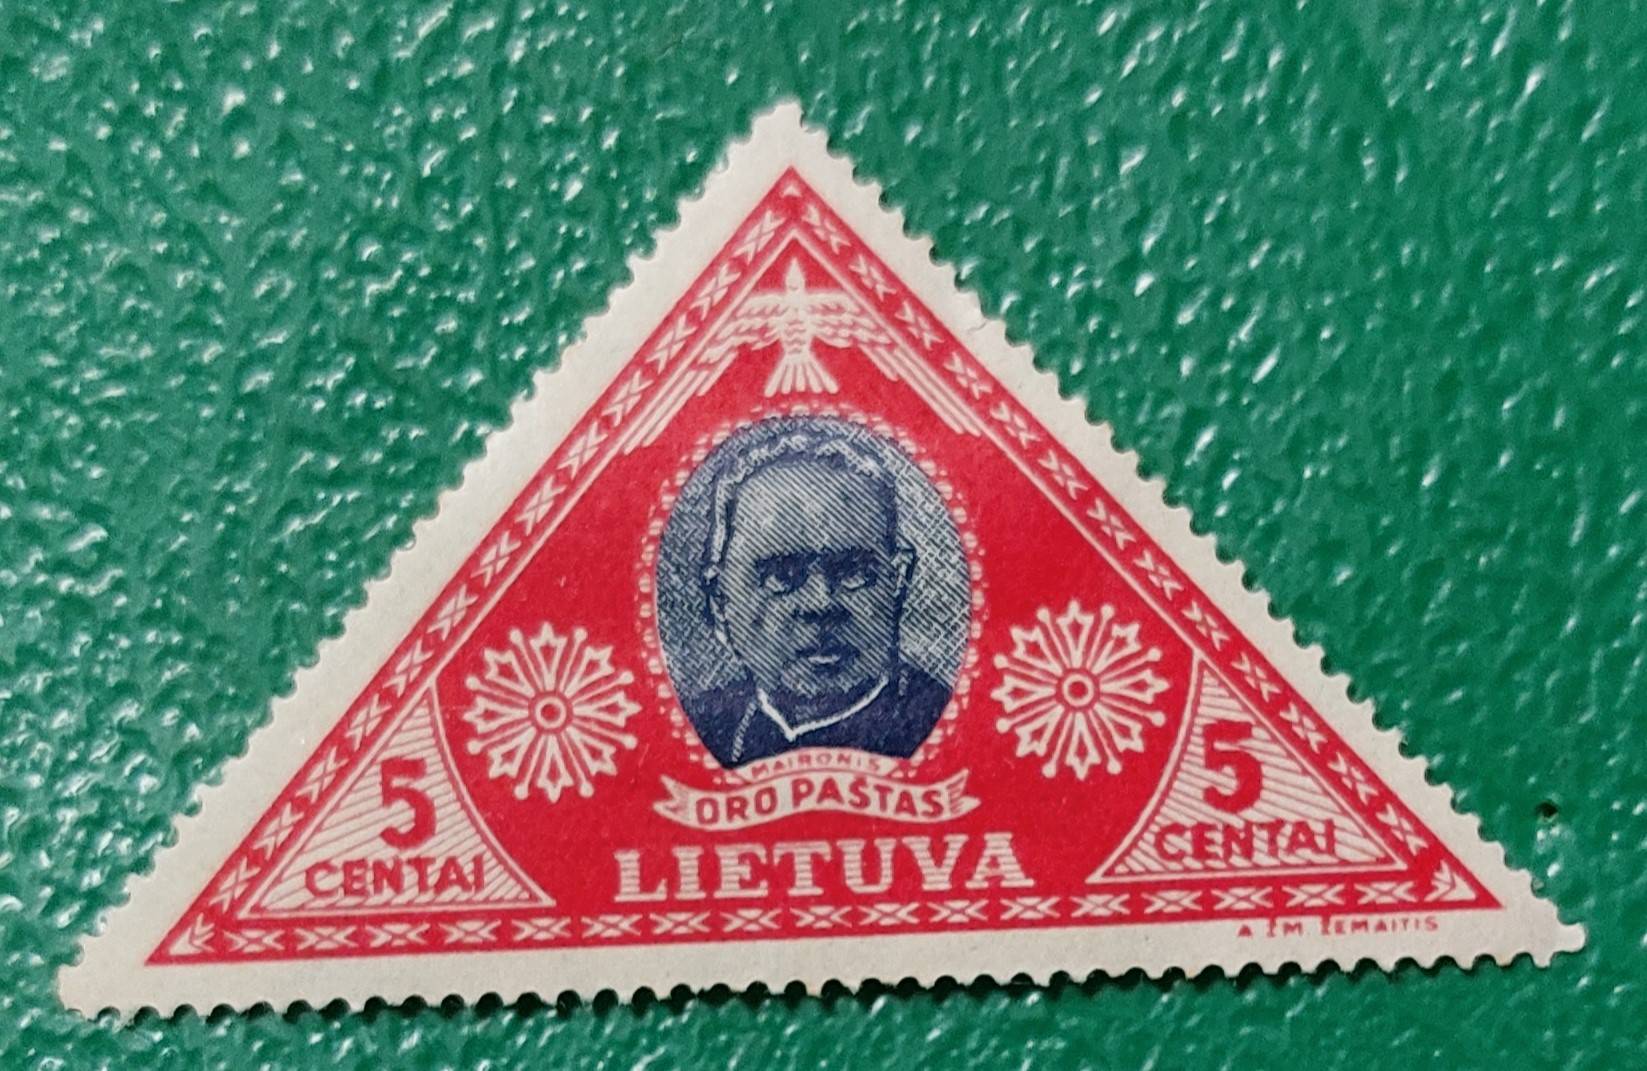 5
CENTAI
MAIRONIS
ORO PAŠTAS
LIETUVA
5
CENTAI
A ŽM. ŽEMAITIS